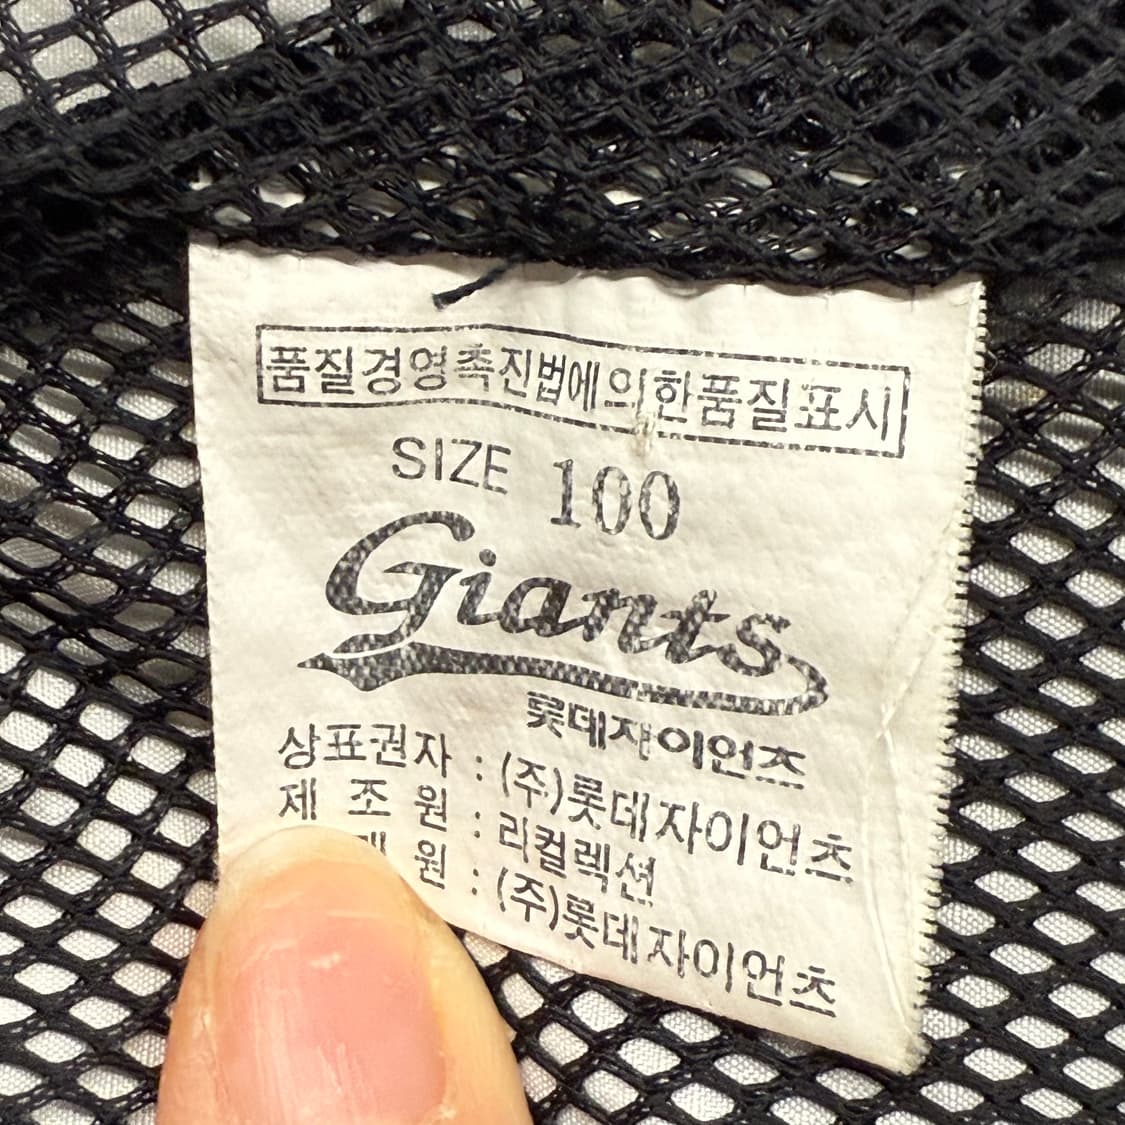 품질경영촉진법에의한품질표시
SIZE 100
Giants
롯데자이언츠
상표권자 : (주)롯데자이언츠
제 조 원 : 리컬렉션
원 : (주)롯데자이언츠